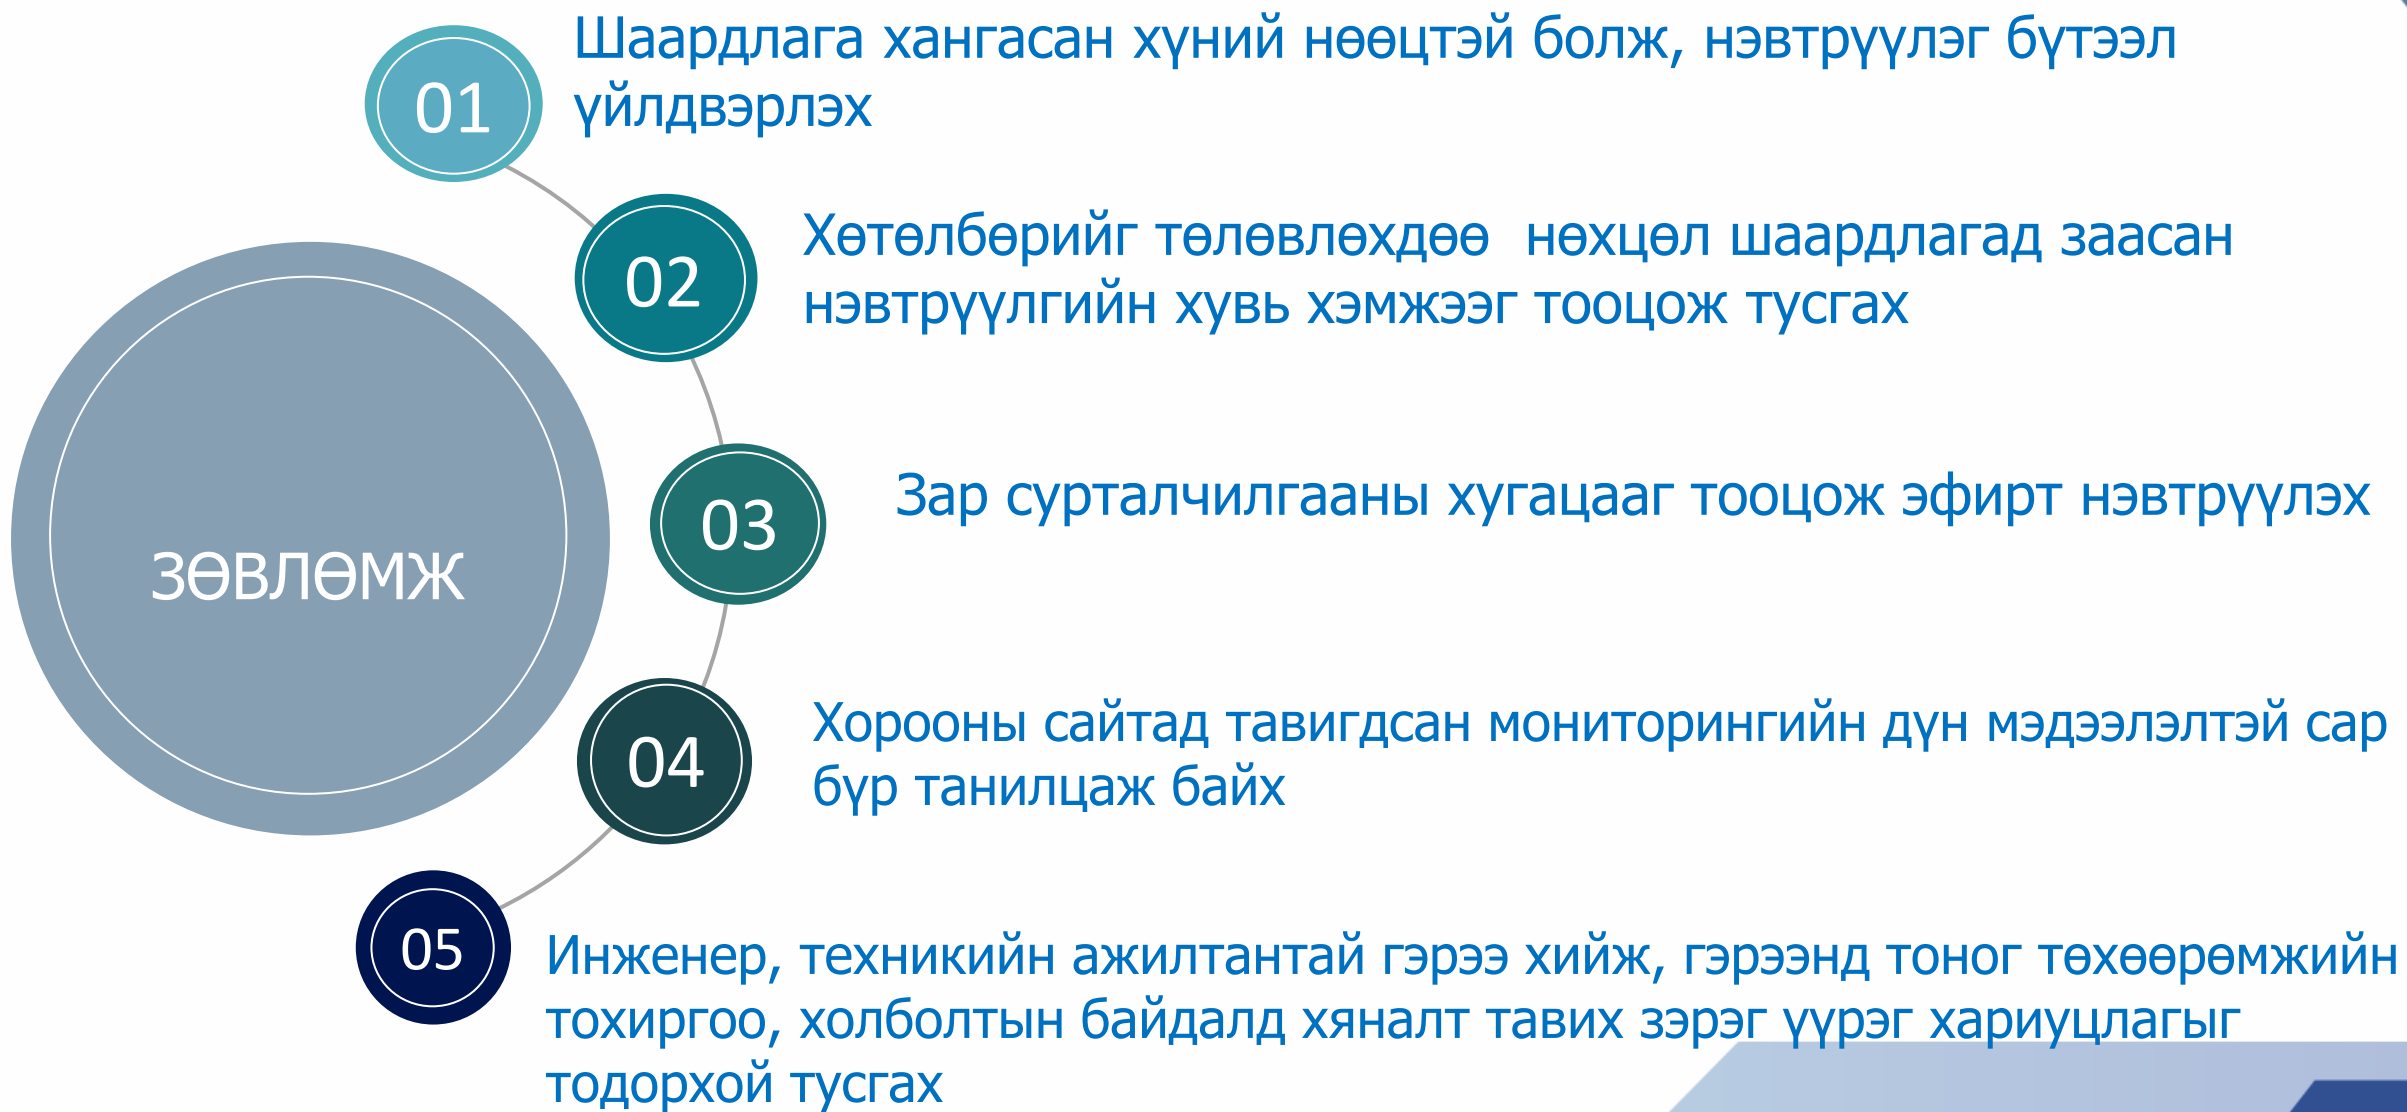 01
Шаардлага хангасан хүний нөөцтэй болж, нэвтрүүлэг бүтээл
үйлдвэрлэх
02
Хөтөлбөрийг төлөвлөхдөө  нөхцөл шаардлагад заасан
нэвтрүүлгийн хувь хэмжээг тооцож тусгах
03
Зар сурталчилгааны хугацааг тооцож эфирт нэвтрүүлэх
ЗӨВЛӨМЖ
04
Хорооны сайтад тавигдсан мониторингийн дүн мэдээлэлтэй сар
бүр танилцаж байх
05
Инженер, техникийн ажилтантай гэрээ хийж, гэрээнд тоног төхөөрөмжийн
тохиргоо, холболтын байдалд хяналт тавих зэрэг үүрэг хариуцлагыг
тодорхой тусгах